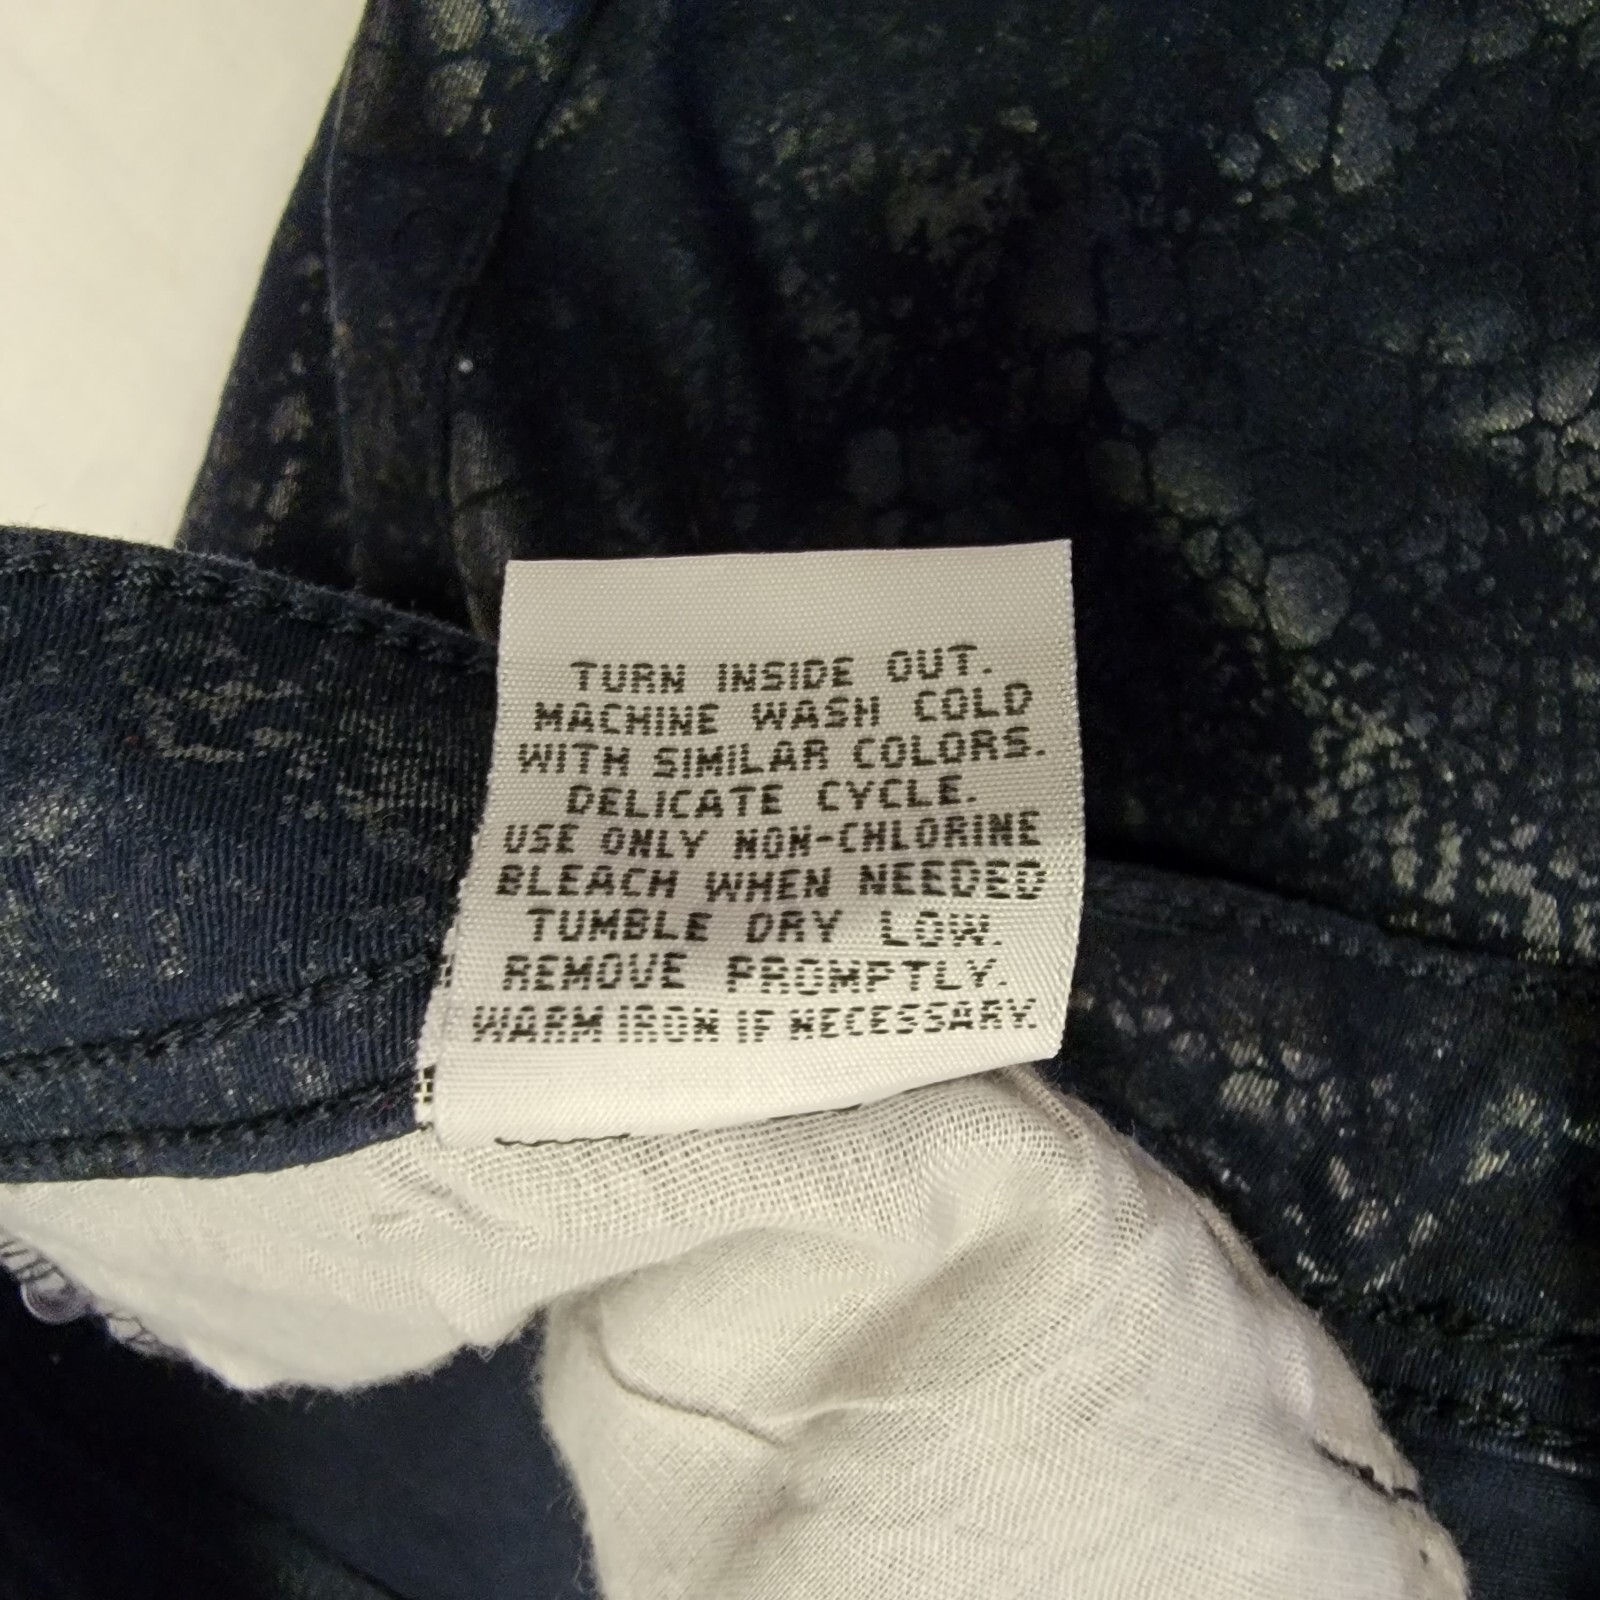 TURN INSIDE OUT.
MACHINE WASH COLD
WITH SIMILAR COLORS.
DELICATE CYCLE.
USE ONLY NON-CHLORINE
BLEACH WHEN NEEDED
TUMBLE DRY LOW.
REMOVE PROMPTLY.
WARM IRON IF NECESSARY.